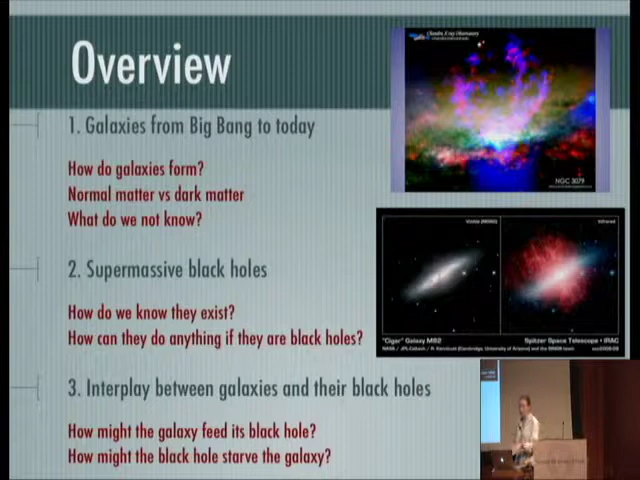 Overview
1. Galaxies from Big Bang to today
How do galaxies form?
Normal matter vs dark matter
What do we not know?
2. Supermassive black holes
How do we know they exist?
How can they do anything if they are black holes?
3. Interplay between galaxies and their black holes
How might the galaxy feed its black hole?
How might the black hole starve the galaxy?
NGC 3079
Infrared
"Cigar" Galaxy M82
Spitzer Space Telescope • IRAC